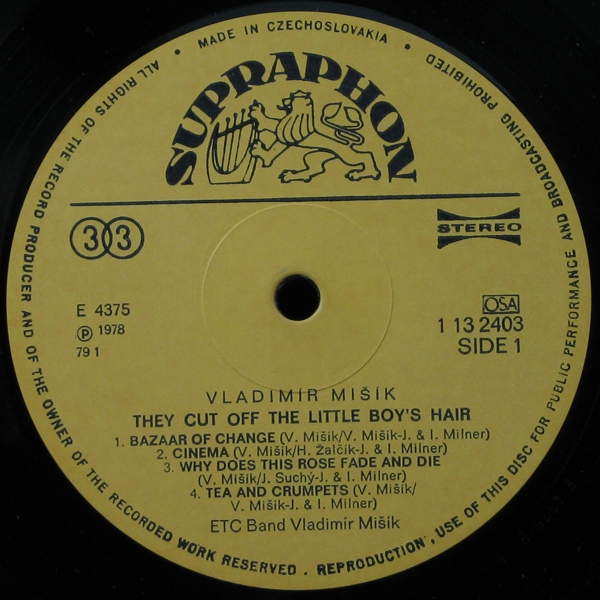 ALL RIGHTS OF THE RECORD PRODUCER AND OF THE OWNER OF THE RECORDED WORK RESERVED . REPRODUCTION, USE OF THIS DISC FOR PUBLIC PERFORMANCE AND BROADCASTING PROHIBITED
• MADE IN CZECHOSLOVAKIA •
SUPRAPHON
33
STEREO
E 4375
Ⓟ 1978
79 1
OSA
1 13 2403
SIDE 1
VLADIMÍR MIŠÍK
THEY CUT OFF THE LITTLE BOY'S HAIR
1. BAZAAR OF CHANGE (V. Mišík/V. Mišík-J. & I. Milner)
2. CINEMA (V. Mišík/H. Žalčík-J. & I. Milner)
3. WHY DOES THIS ROSE FADE AND DIE
(V. Mišík/J. Suchý-J. & I. Milner)
4. TEA AND CRUMPETS (V. Mišík/
V. Mišík-J. & I. Milner)
ETC Band Vladimír Mišík